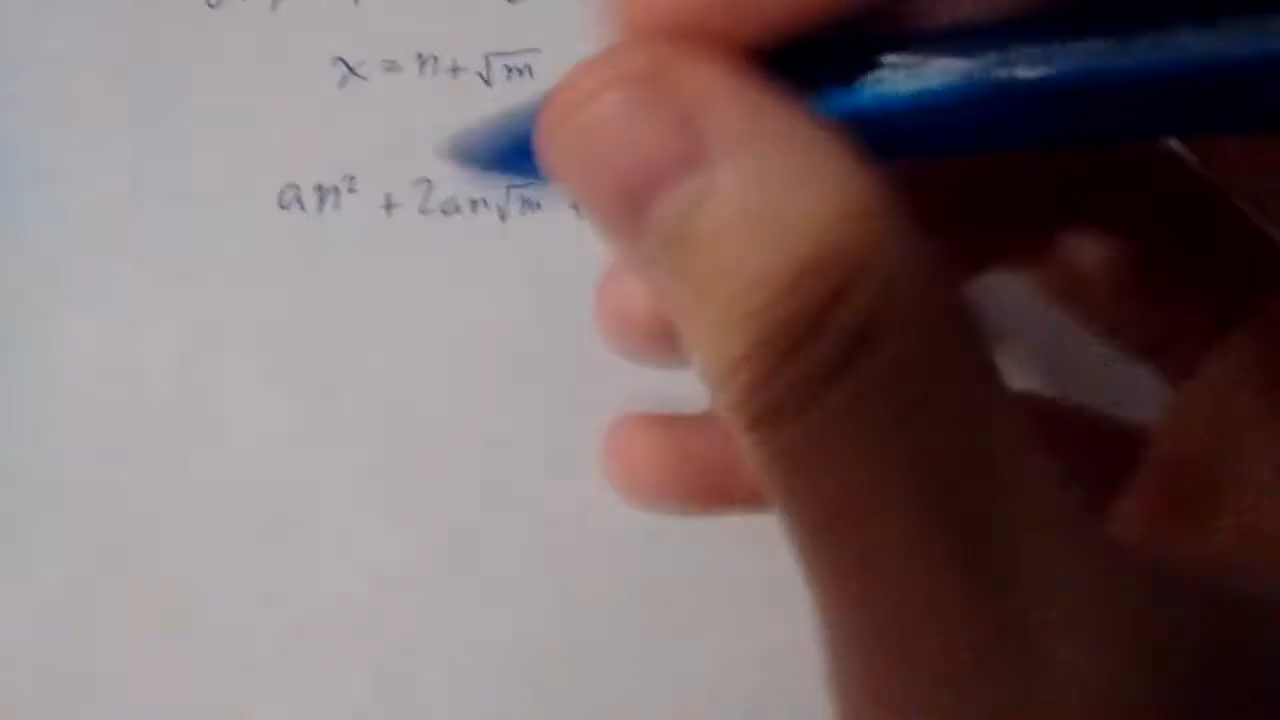 x = n + √m
an² + 2an√m +